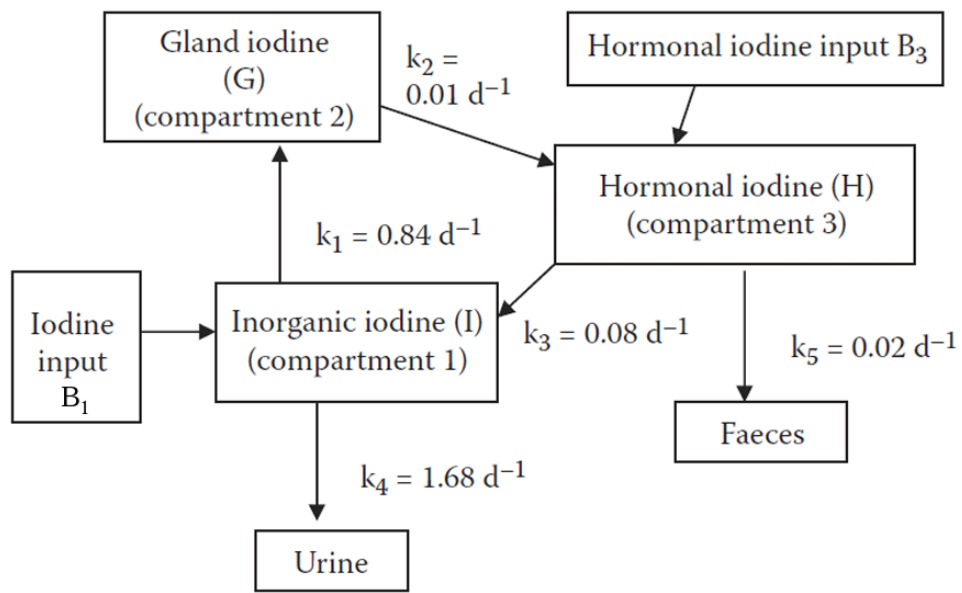 Gland iodine
(G)
(compartment 2)
k₂ =
0.01 d⁻¹
Hormonal iodine input B₃
Hormonal iodine (H)
(compartment 3)
k₁ = 0.84 d⁻¹
Iodine
input
B₁
Inorganic iodine (I)
(compartment 1)
k₃ = 0.08 d⁻¹
k₅ = 0.02 d⁻¹
Faeces
k₄ = 1.68 d⁻¹
Urine